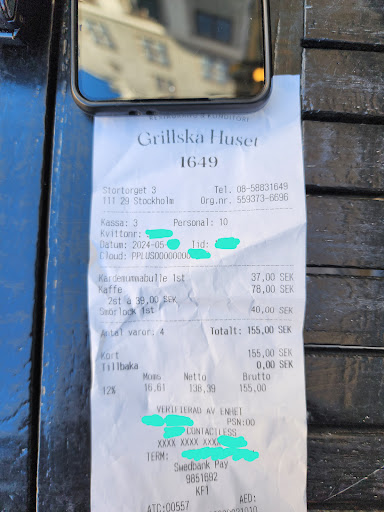 Grillska Huset
1649
Stortorget 3 Tel. 08-58831649
111 29 Stockholm Org.nr. 559373-6696
Kassa: 3 Personal: 10
Kvittonr:
Datum: 2024-05- Tid:
Cloud: PPLUS0000000
Kardemummabulle 1st 37,00 SEK
Kaffe 78,00 SEK
2st à 39,00 SEK
Smörlock 1st 40,00 SEK
Antal varor: 4 Totalt: 155,00 SEK
Kort 155,00 SEK
Tillbaka 0,00 SEK
Moms Netto Brutto
12% 16,61 138,39 155,00
VERIFIERAD AV ENHET
PSN:00
CONTACTLESS
XXXX XXXX XXX
TERM:
Swedbank Pay
9851692
KF1
ATC:00557 AED: